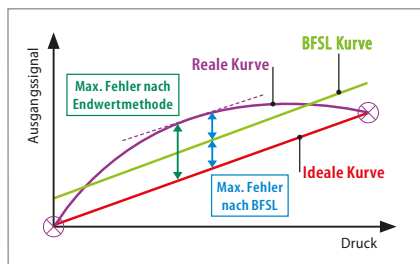 BFSL Kurve
Reale Kurve
Max. Fehler nach
Endwertmethode
Ausgangssignal
Ideale Kurve
Max. Fehler
nach BFSL
Druck